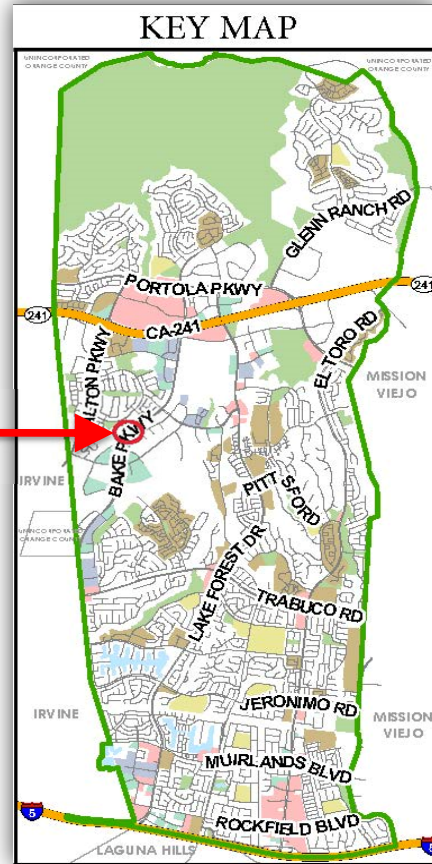 KEY MAP
UNINCORPORATED
ORANGE COUNTY
UNINCORPORATED
ORANGE COUNTY
GLENN RANCH RD
PORTOLA PKWY
241
241
CA-241
EL TORO RD
ALTON PKWY
MISSION
VIEJO
BAKE PKWY
IRVINE
PITTSFORD
UNINCORPORATED
ORANGE COUNTY
LAKE FOREST DR
TRABUCO RD
IRVINE
JERONIMO RD
MISSION
VIEJO
MUIRLANDS BLVD
5
ROCKFIELD BLVD
5
LAGUNA HILLS